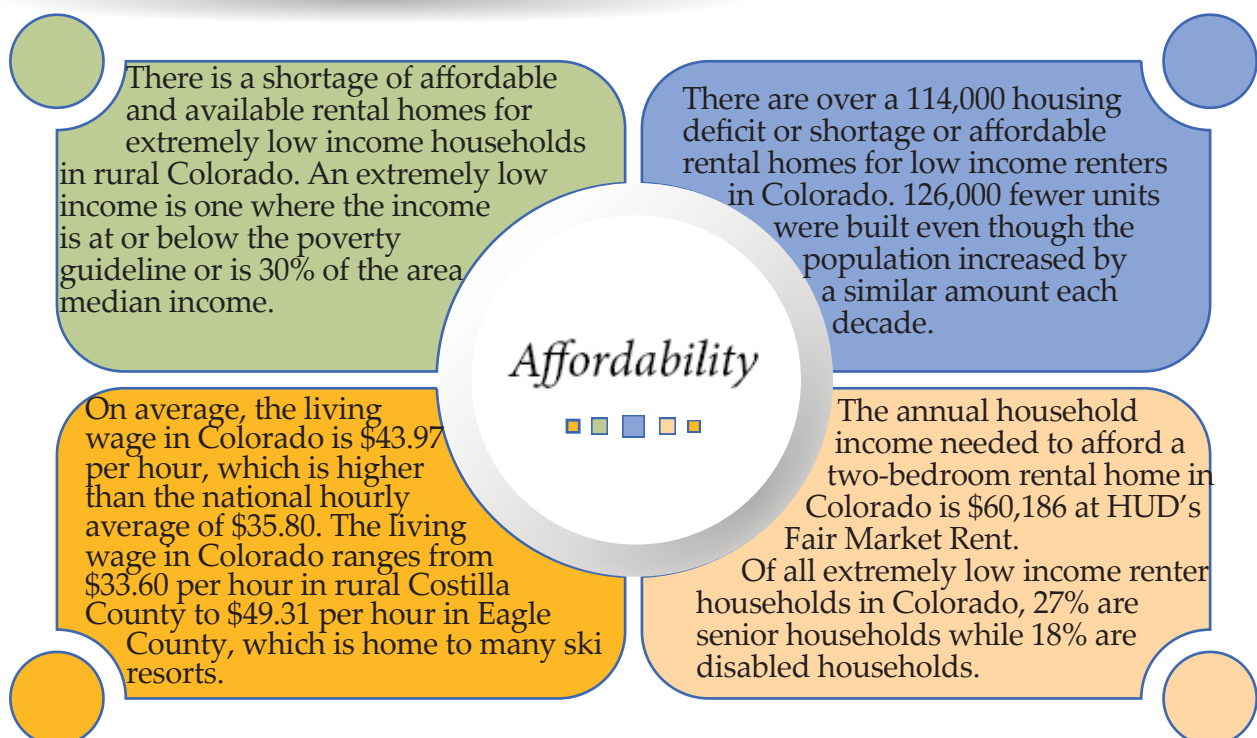 There is a shortage of affordable
and available rental homes for
extremely low income households
in rural Colorado. An extremely low
income is one where the income
is at or below the poverty
guideline or is 30% of the area
median income.
There are over a 114,000 housing
deficit or shortage or affordable
rental homes for low income renters
in Colorado. 126,000 fewer units
were built even though the
population increased by
a similar amount each
decade.
Affordability
On average, the living
wage in Colorado is $43.97
per hour, which is higher
than the national hourly
average of $35.80. The living
wage in Colorado ranges from
$33.60 per hour in rural Costilla
County to $49.31 per hour in Eagle
County, which is home to many ski
resorts.
The annual household
income needed to afford a
two-bedroom rental home in
Colorado is $60,186 at HUD’s
Fair Market Rent.
Of all extremely low income renter
households in Colorado, 27% are
senior households while 18% are
disabled households.